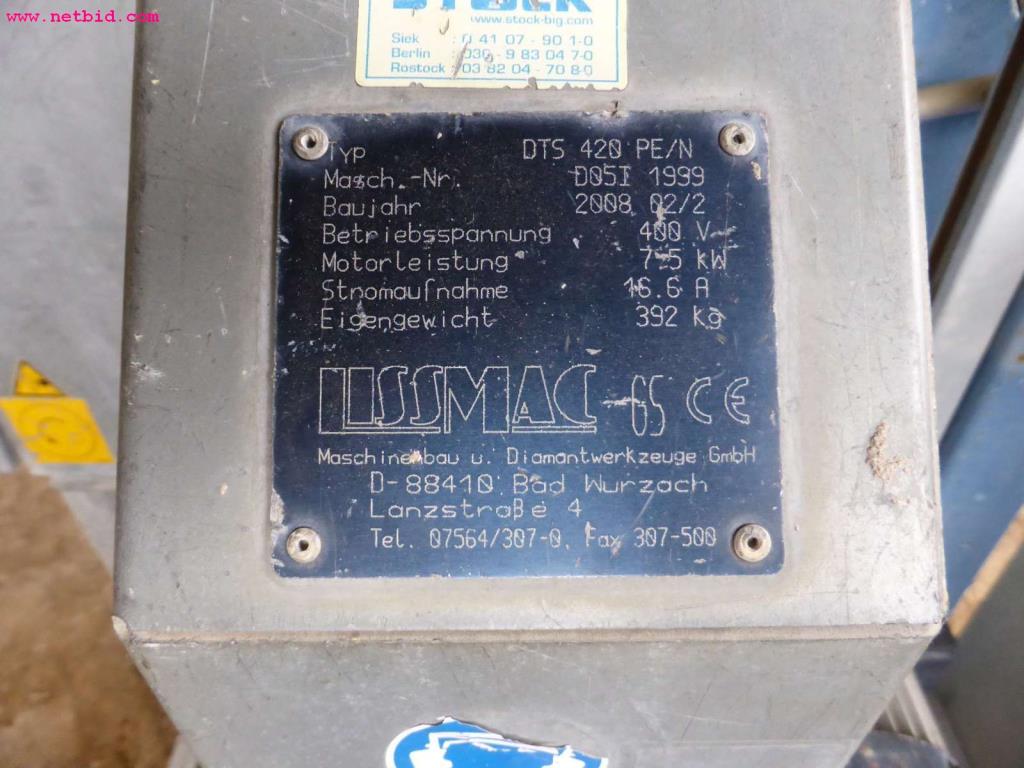 www.netbid.com
STOCK
www.stock-big.com
Siek : 0 41 07 - 90 1-0
Berlin : 030 - 9 83 04 7-0
Rostock : 03 82 04 - 70 8-0
Typ DTS 420 PE/N
Masch.-Nr. D05I 1999
Baujahr 2008 02/2
Betriebsspannung 400 V
Motorleistung 7.5 kW
Stromaufnahme 16.6 A
Eigengewicht 392 Kg
LISSMAC GS CE
Maschinenbau u. Diamantwerkzeuge GmbH
D-88410 Bad Wurzach
Lanzstraße 4
Tel. 07564/307-0, Fax 307-500